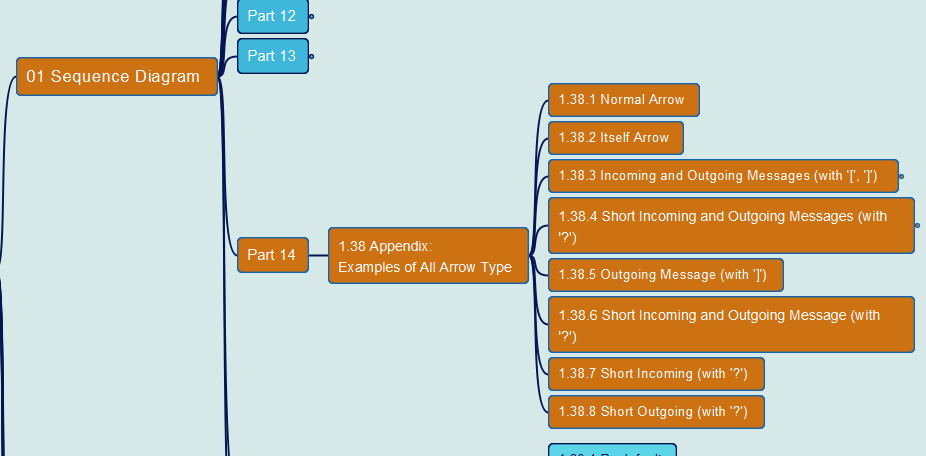 Part 12
Part 13
01 Sequence Diagram
Part 14
1.38 Appendix:
Examples of All Arrow Type
1.38.1 Normal Arrow
1.38.2 Itself Arrow
1.38.3 Incoming and Outgoing Messages (with '[', ']')
1.38.4 Short Incoming and Outgoing Messages (with
'?')
1.38.5 Outgoing Message (with ']')
1.38.6 Short Incoming and Outgoing Message (with
'?')
1.38.7 Short Incoming (with '?')
1.38.8 Short Outgoing (with '?')